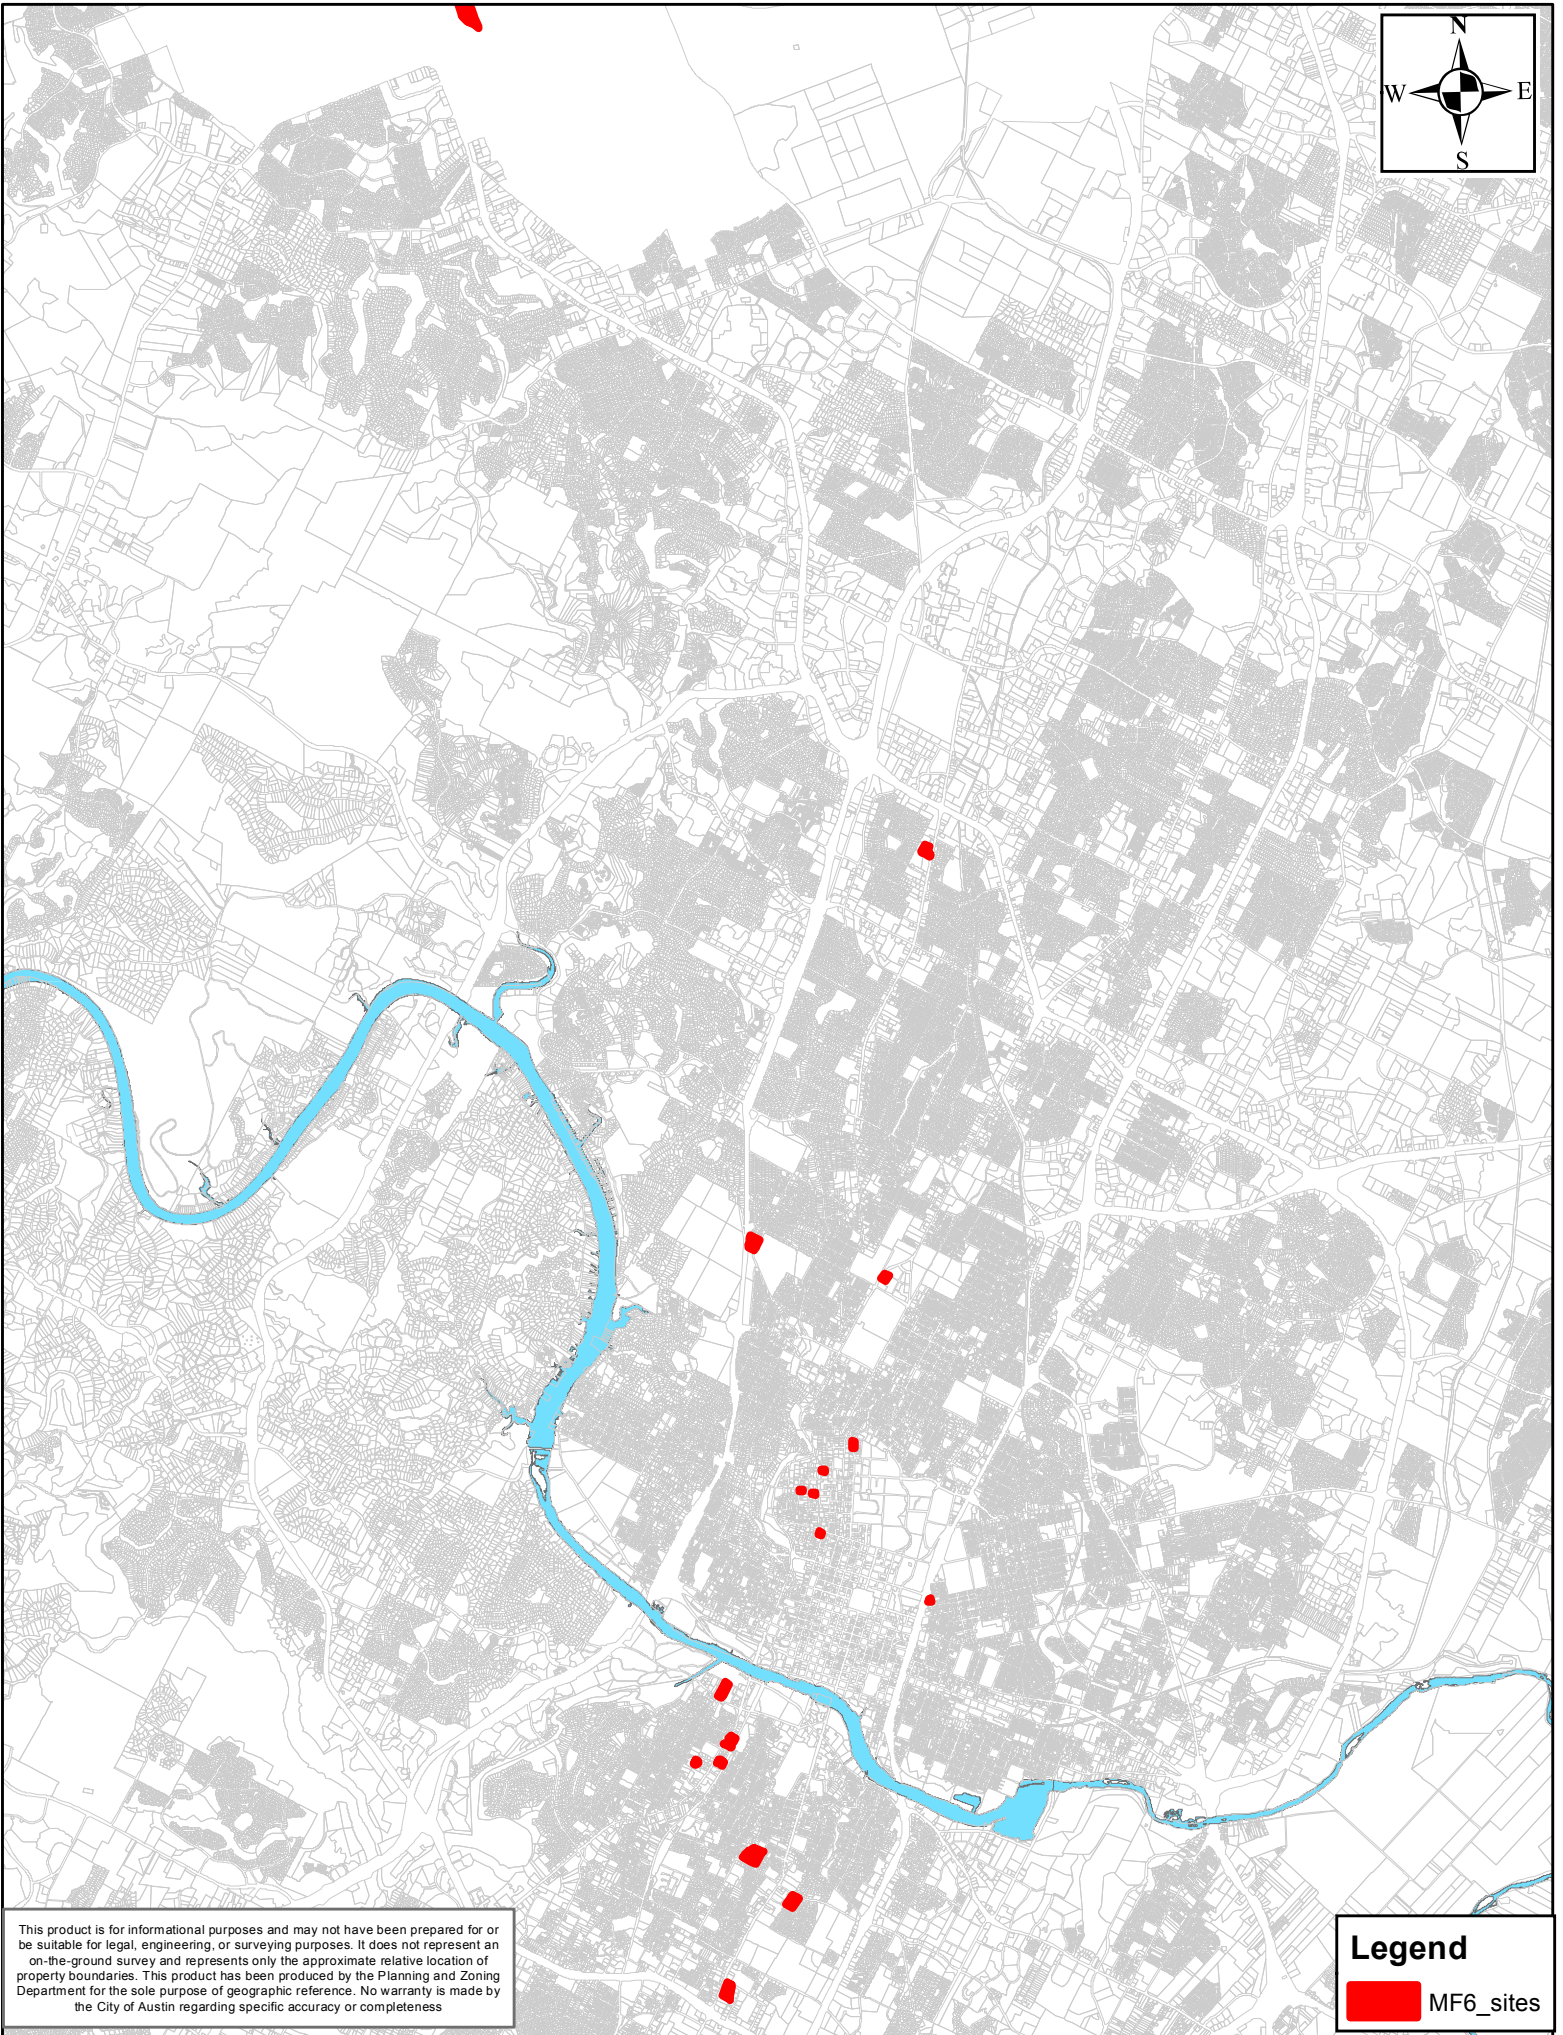 N
W E
S
This product is for informational purposes and may not have been prepared for or
be suitable for legal, engineering, or surveying purposes. It does not represent an
on-the-ground survey and represents only the approximate relative location of
property boundaries. This product has been produced by the Planning and Zoning
Department for the sole purpose of geographic reference. No warranty is made by
the City of Austin regarding specific accuracy or completeness
Legend
MF6_sites